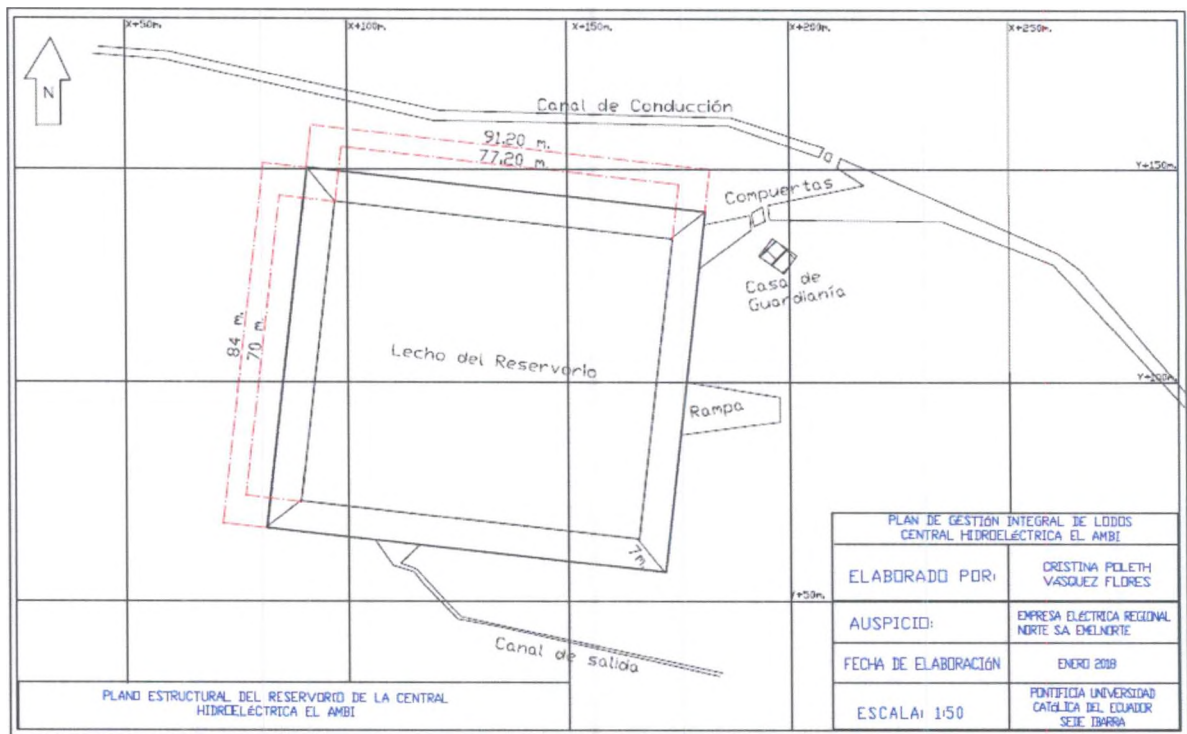 X+50m.
X+100m.
X+150m.
X+200m.
X+250m.
N
Canal de Conducción
91.20 m.
77.20 m.
Y+150m.
Compuertas
Casa de
Guardianía
84 m.
70 m.
Lecho del Reservorio
Y+100m.
Rampa
7m.
Y+50m.
Canal de salida
PLANO ESTRUCTURAL DEL RESERVORIO DE LA CENTRAL
HIDROELÉCTRICA EL AMBI
PLAN DE GESTIÓN INTEGRAL DE LODOS
CENTRAL HIDROELÉCTRICA EL AMBI
ELABORADO POR:
CRISTINA POLETH
VÁSQUEZ FLORES
AUSPICIO:
EMPRESA ELÉCTRICA REGIONAL
NORTE SA EMELNORTE
FECHA DE ELABORACIÓN
ENERO 2018
ESCALA: 1:50
PONTIFICIA UNIVERSIDAD
CATÓLICA DEL ECUADOR
SEDE IBARRA